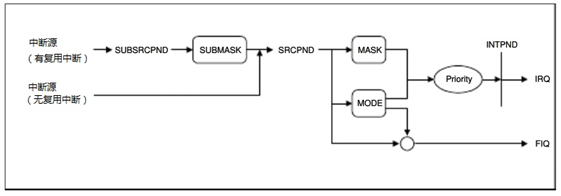 中断源
（有复用中断）
SUBSRCPND
SUBMASK
SRCPND
MASK
INTPND
中断源
（无复用中断）
MODE
Priority
IRQ
FIQ